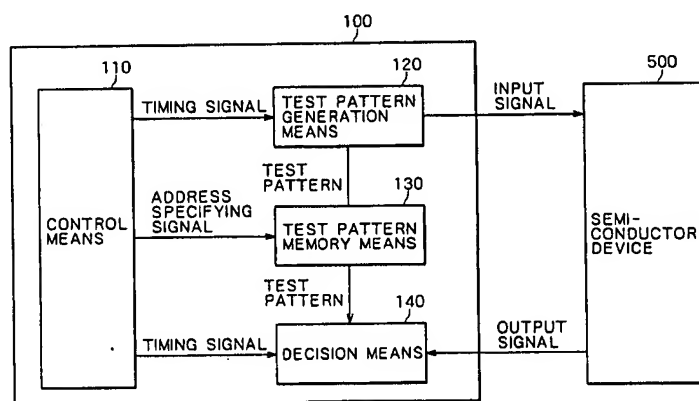 100
110
120
500
TIMING SIGNAL
TEST PATTERN
GENERATION
MEANS
INPUT
SIGNAL
TEST
PATTERN
130
ADDRESS
SPECIFYING
SIGNAL
CONTROL
MEANS
TEST PATTERN
MEMORY MEANS
SEMI-
CONDUCTOR
DEVICE
TEST
PATTERN
140
TIMING SIGNAL
DECISION MEANS
OUTPUT
SIGNAL